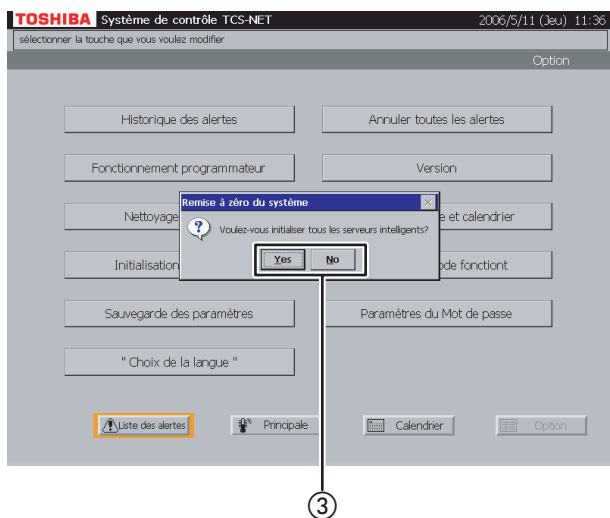 TOSHIBA Système de contrôle TCS-NET 2006/5/11 (Jeu) 11:36
sélectionner la touche que vous voulez modifier
Option
Historique des alertes
Annuler toutes les alertes
Fonctionnement programmateur
Version
Remise à zéro du système
Nettoyage
e et calendrier
? Voulez-vous initialiser tous les serveurs intelligents?
Yes No
Initialisation
ode fonctiont
Sauvegarde des paramètres
Paramètres du Mot de passe
" Choix de la langue "
Liste des alertes
Principale
Calendrier
Option
③